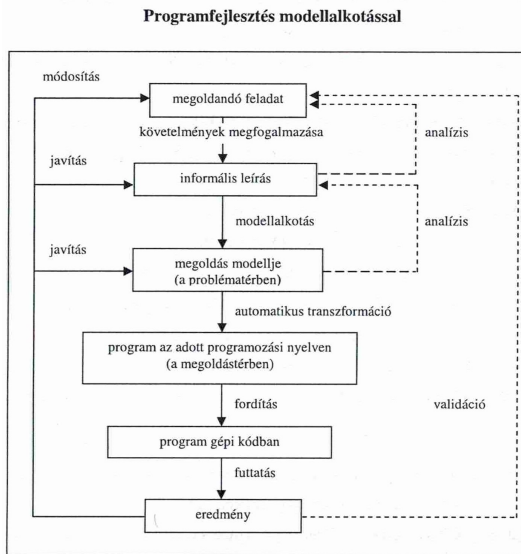 Programfejlesztés modellalkotással
módosítás
megoldandó feladat
követelmények megfogalmazása
analízis
javítás
informális leírás
modellalkotás
analízis
javítás
megoldás modellje
(a problématérben)
automatikus transzformáció
program az adott programozási nyelven
(a megoldástérben)
fordítás
validáció
program gépi kódban
futtatás
eredmény